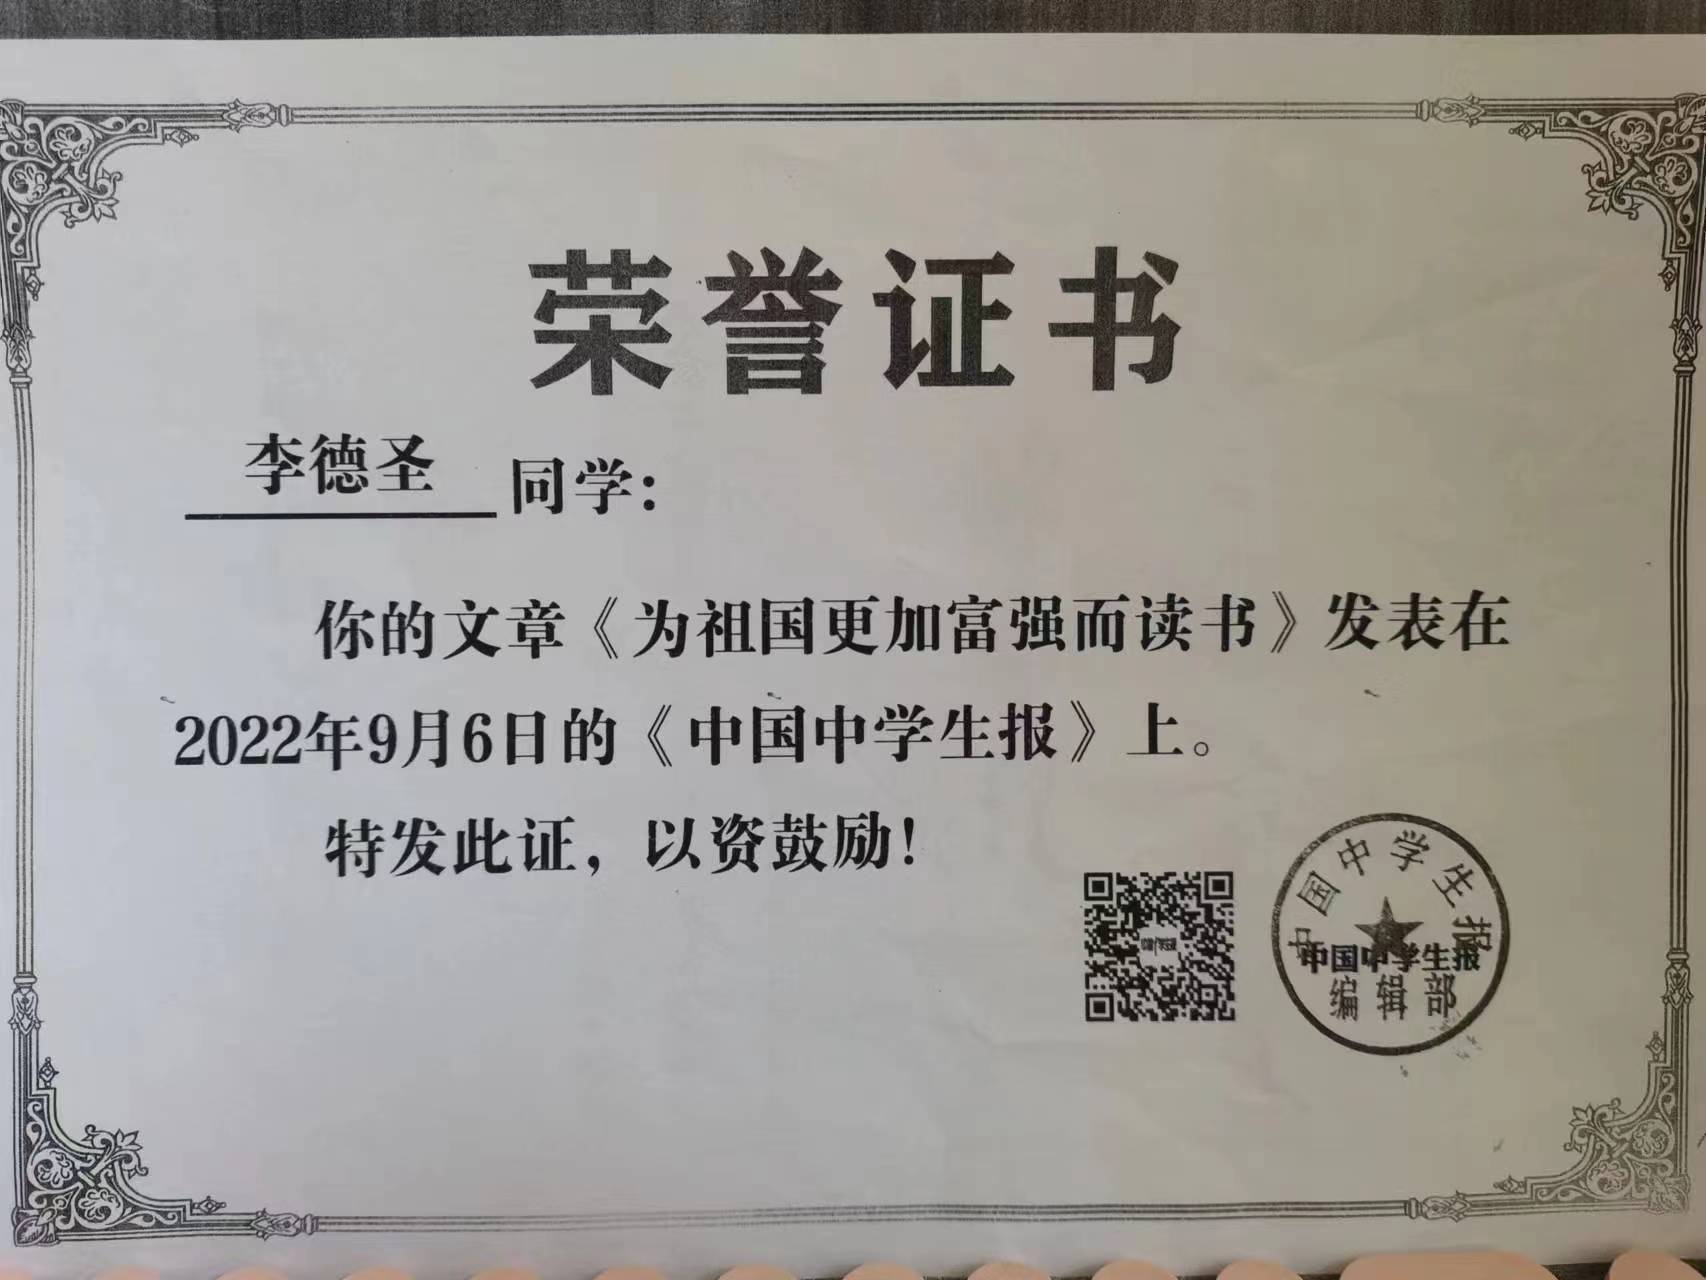 荣誉证书
李德圣 同学：
你的文章《为祖国更加富强而读书》发表在
2022年9月6日的《中国中学生报》上。
特发此证，以资鼓励！
中国中学生报
中国中学生报
编辑部